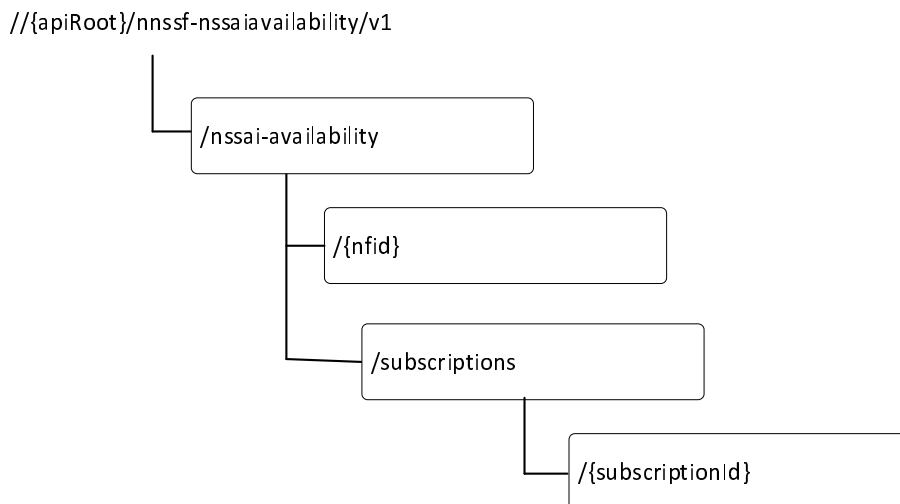 //{apiRoot}/nnssf-nssaiavailability/v1
/nssai-availability
/{nfid}
/subscriptions
/{subscriptionId}